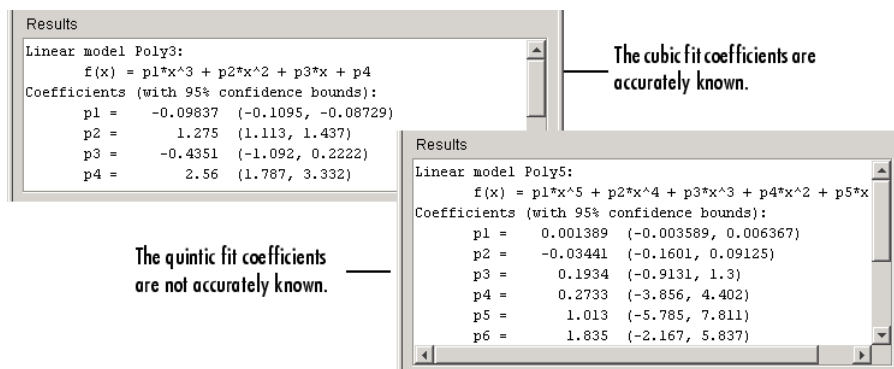 Results
Linear model Poly3:
f(x) = p1*x^3 + p2*x^2 + p3*x + p4
Coefficients (with 95% confidence bounds):
p1 = -0.09837 (-0.1095, -0.08729)
p2 = 1.275 (1.113, 1.437)
p3 = -0.4351 (-1.092, 0.2222)
p4 = 2.56 (1.787, 3.332)
The cubic fit coefficients are
accurately known.
Results
Linear model Poly5:
f(x) = p1*x^5 + p2*x^4 + p3*x^3 + p4*x^2 + p5*x
Coefficients (with 95% confidence bounds):
p1 = 0.001389 (-0.003589, 0.006367)
p2 = -0.03441 (-0.1601, 0.09125)
p3 = 0.1934 (-0.9131, 1.3)
p4 = 0.2733 (-3.856, 4.402)
p5 = 1.013 (-5.785, 7.811)
p6 = 1.835 (-2.167, 5.837)
The quintic fit coefficients
are not accurately known.